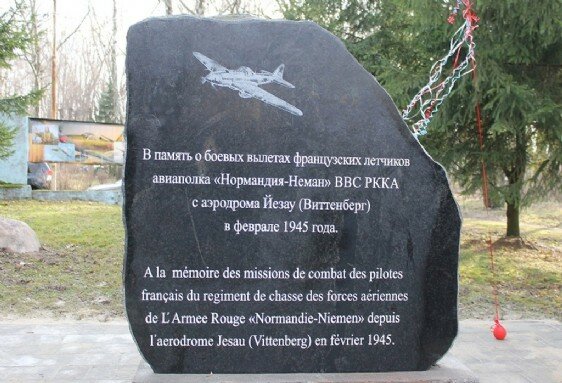 В память о боевых вылетах французских летчиков
авиаполка «Нормандия-Неман» ВВС РККА
с аэродрома Йезау (Виттенберг)
в феврале 1945 года.
A la mémoire des missions de combat des pilotes
français du regiment de chasse des forces aériennes
de L'Armee Rouge «Normandie-Niemen» depuis
l'aerodrome Jesau (Vittenberg) en février 1945.